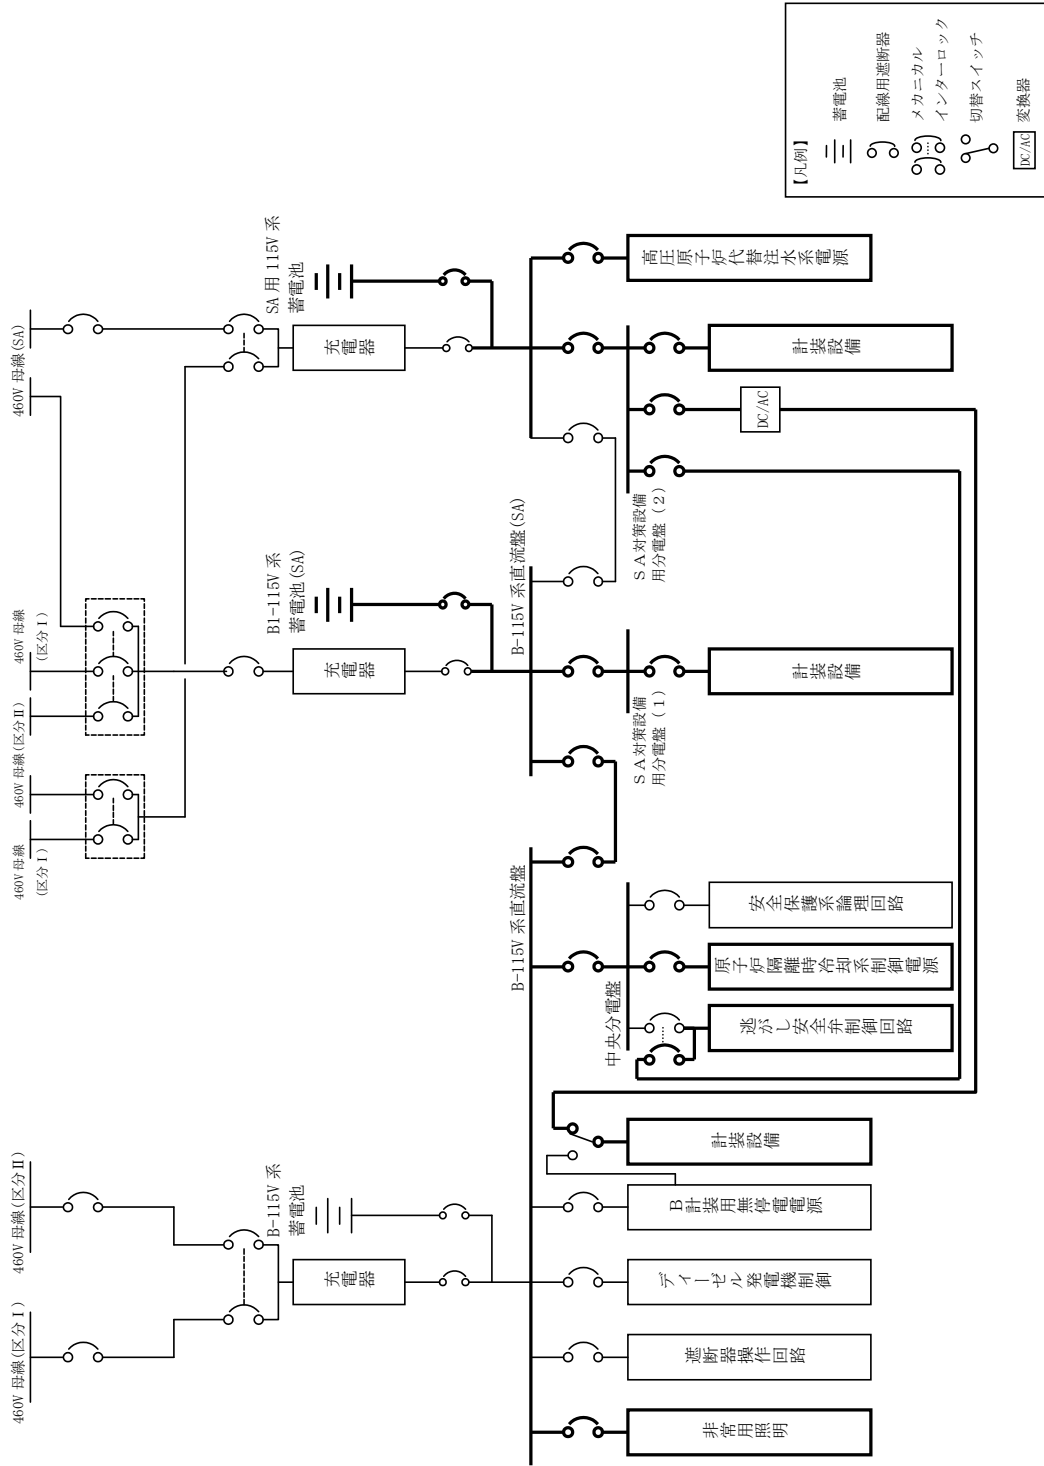 460V 母線(区分Ⅰ)
460V 母線(区分Ⅱ)
460V 母線
(区分Ⅰ)
460V 母線(区分Ⅱ)
460V 母線(区分Ⅱ)
460V 母線
(区分Ⅰ)
460V 母線(SA)
B-115V 系
蓄電池
B1-115V 系
蓄電池(SA)
SA 用 115V 系
蓄電池
充電器
充電器
充電器
B-115V 系直流盤
B-115V 系直流盤(SA)
中央分電盤
SA対策設備
用分電盤(1)
SA対策設備
用分電盤(2)
非常用照明
遮断器操作回路
ディーゼル発電機制御
B計装用無停電電源
計装設備
逃がし安全弁制御回路
原子炉隔離時冷却系制御電源
安全保護系論理回路
計装設備
DC/AC
計装設備
高圧原子炉代替注水系電源
【凡例】
蓄電池
配線用遮断器
メカニカル
インターロック
切替スイッチ
DC/AC
変換器